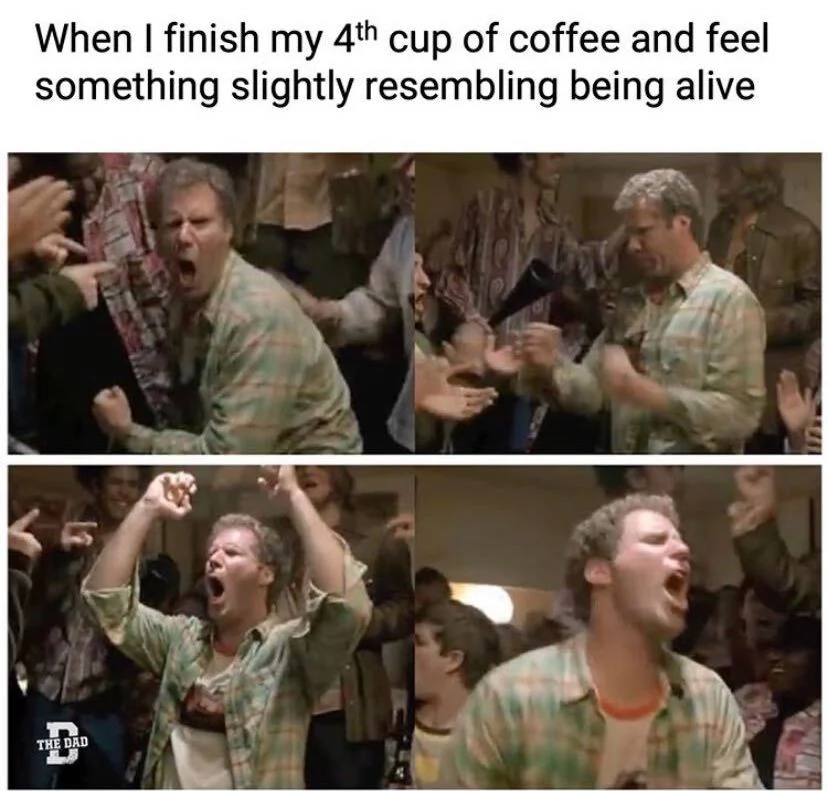 When I finish my 4th cup of coffee and feel
something slightly resembling being alive
THE DAD